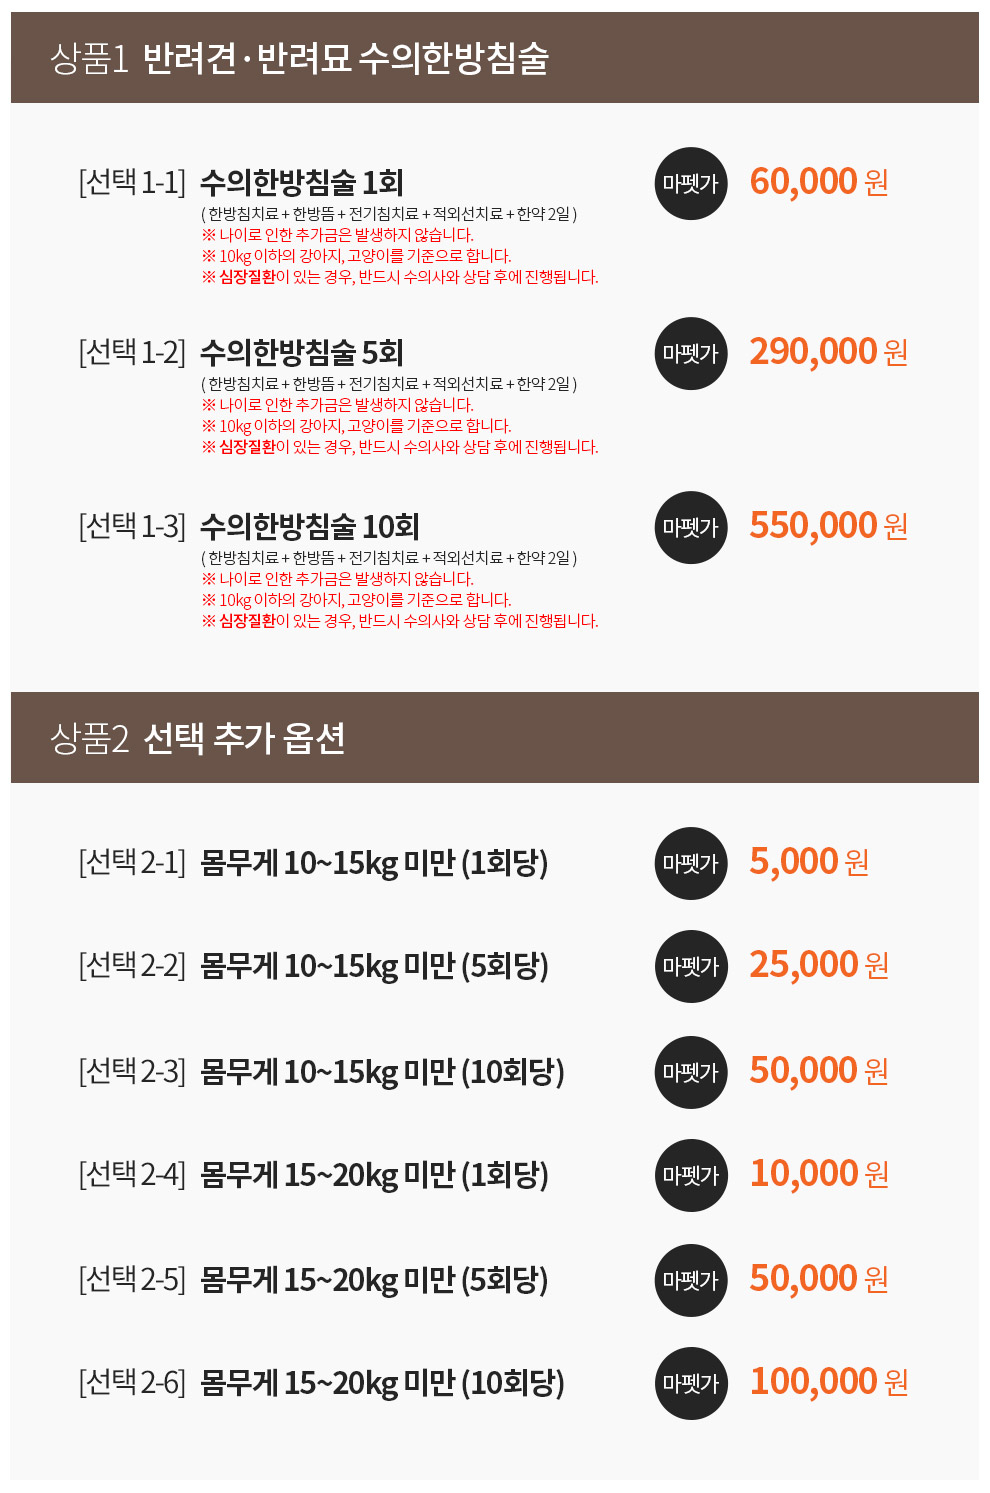 상품1 반려견·반려묘 수의한방침술
[선택 1-1] 수의한방침술 1회 마펫가 60,000 원
( 한방침치료 + 한방뜸 + 전기침치료 + 적외선치료 + 한약 2일 )
※ 나이로 인한 추가금은 발생하지 않습니다.
※ 10kg 이하의 강아지, 고양이를 기준으로 합니다.
※ 심장질환이 있는 경우, 반드시 수의사와 상담 후에 진행됩니다.
[선택 1-2] 수의한방침술 5회 마펫가 290,000 원
( 한방침치료 + 한방뜸 + 전기침치료 + 적외선치료 + 한약 2일 )
※ 나이로 인한 추가금은 발생하지 않습니다.
※ 10kg 이하의 강아지, 고양이를 기준으로 합니다.
※ 심장질환이 있는 경우, 반드시 수의사와 상담 후에 진행됩니다.
[선택 1-3] 수의한방침술 10회 마펫가 550,000 원
( 한방침치료 + 한방뜸 + 전기침치료 + 적외선치료 + 한약 2일 )
※ 나이로 인한 추가금은 발생하지 않습니다.
※ 10kg 이하의 강아지, 고양이를 기준으로 합니다.
※ 심장질환이 있는 경우, 반드시 수의사와 상담 후에 진행됩니다.
상품2 선택 추가 옵션
[선택 2-1] 몸무게 10~15kg 미만 (1회당) 마펫가 5,000 원
[선택 2-2] 몸무게 10~15kg 미만 (5회당) 마펫가 25,000 원
[선택 2-3] 몸무게 10~15kg 미만 (10회당) 마펫가 50,000 원
[선택 2-4] 몸무게 15~20kg 미만 (1회당) 마펫가 10,000 원
[선택 2-5] 몸무게 15~20kg 미만 (5회당) 마펫가 50,000 원
[선택 2-6] 몸무게 15~20kg 미만 (10회당) 마펫가 100,000 원